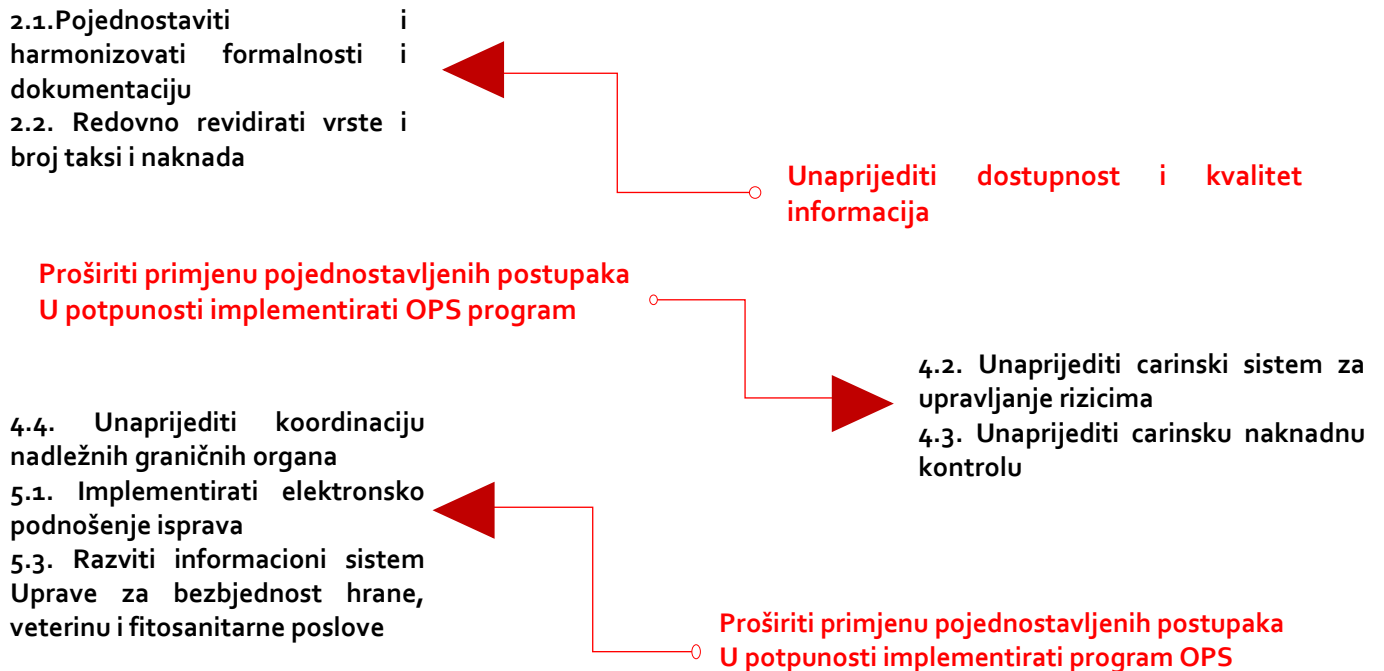 2.1.Pojednostaviti i
harmonizovati formalnosti i
dokumentaciju
2.2. Redovno revidirati vrste i
broj taksi i naknada
Unaprijediti dostupnost i kvalitet
informacija
Proširiti primjenu pojednostavljenih postupaka
U potpunosti implementirati OPS program
4.2. Unaprijediti carinski sistem za
upravljanje rizicima
4.3. Unaprijediti carinsku naknadnu
kontrolu
4.4. Unaprijediti koordinaciju
nadležnih graničnih organa
5.1. Implementirati elektronsko
podnošenje isprava
5.3. Razviti informacioni sistem
Uprave za bezbjednost hrane,
veterinu i fitosanitarne poslove
Proširiti primjenu pojednostavljenih postupaka
U potpunosti implementirati program OPS